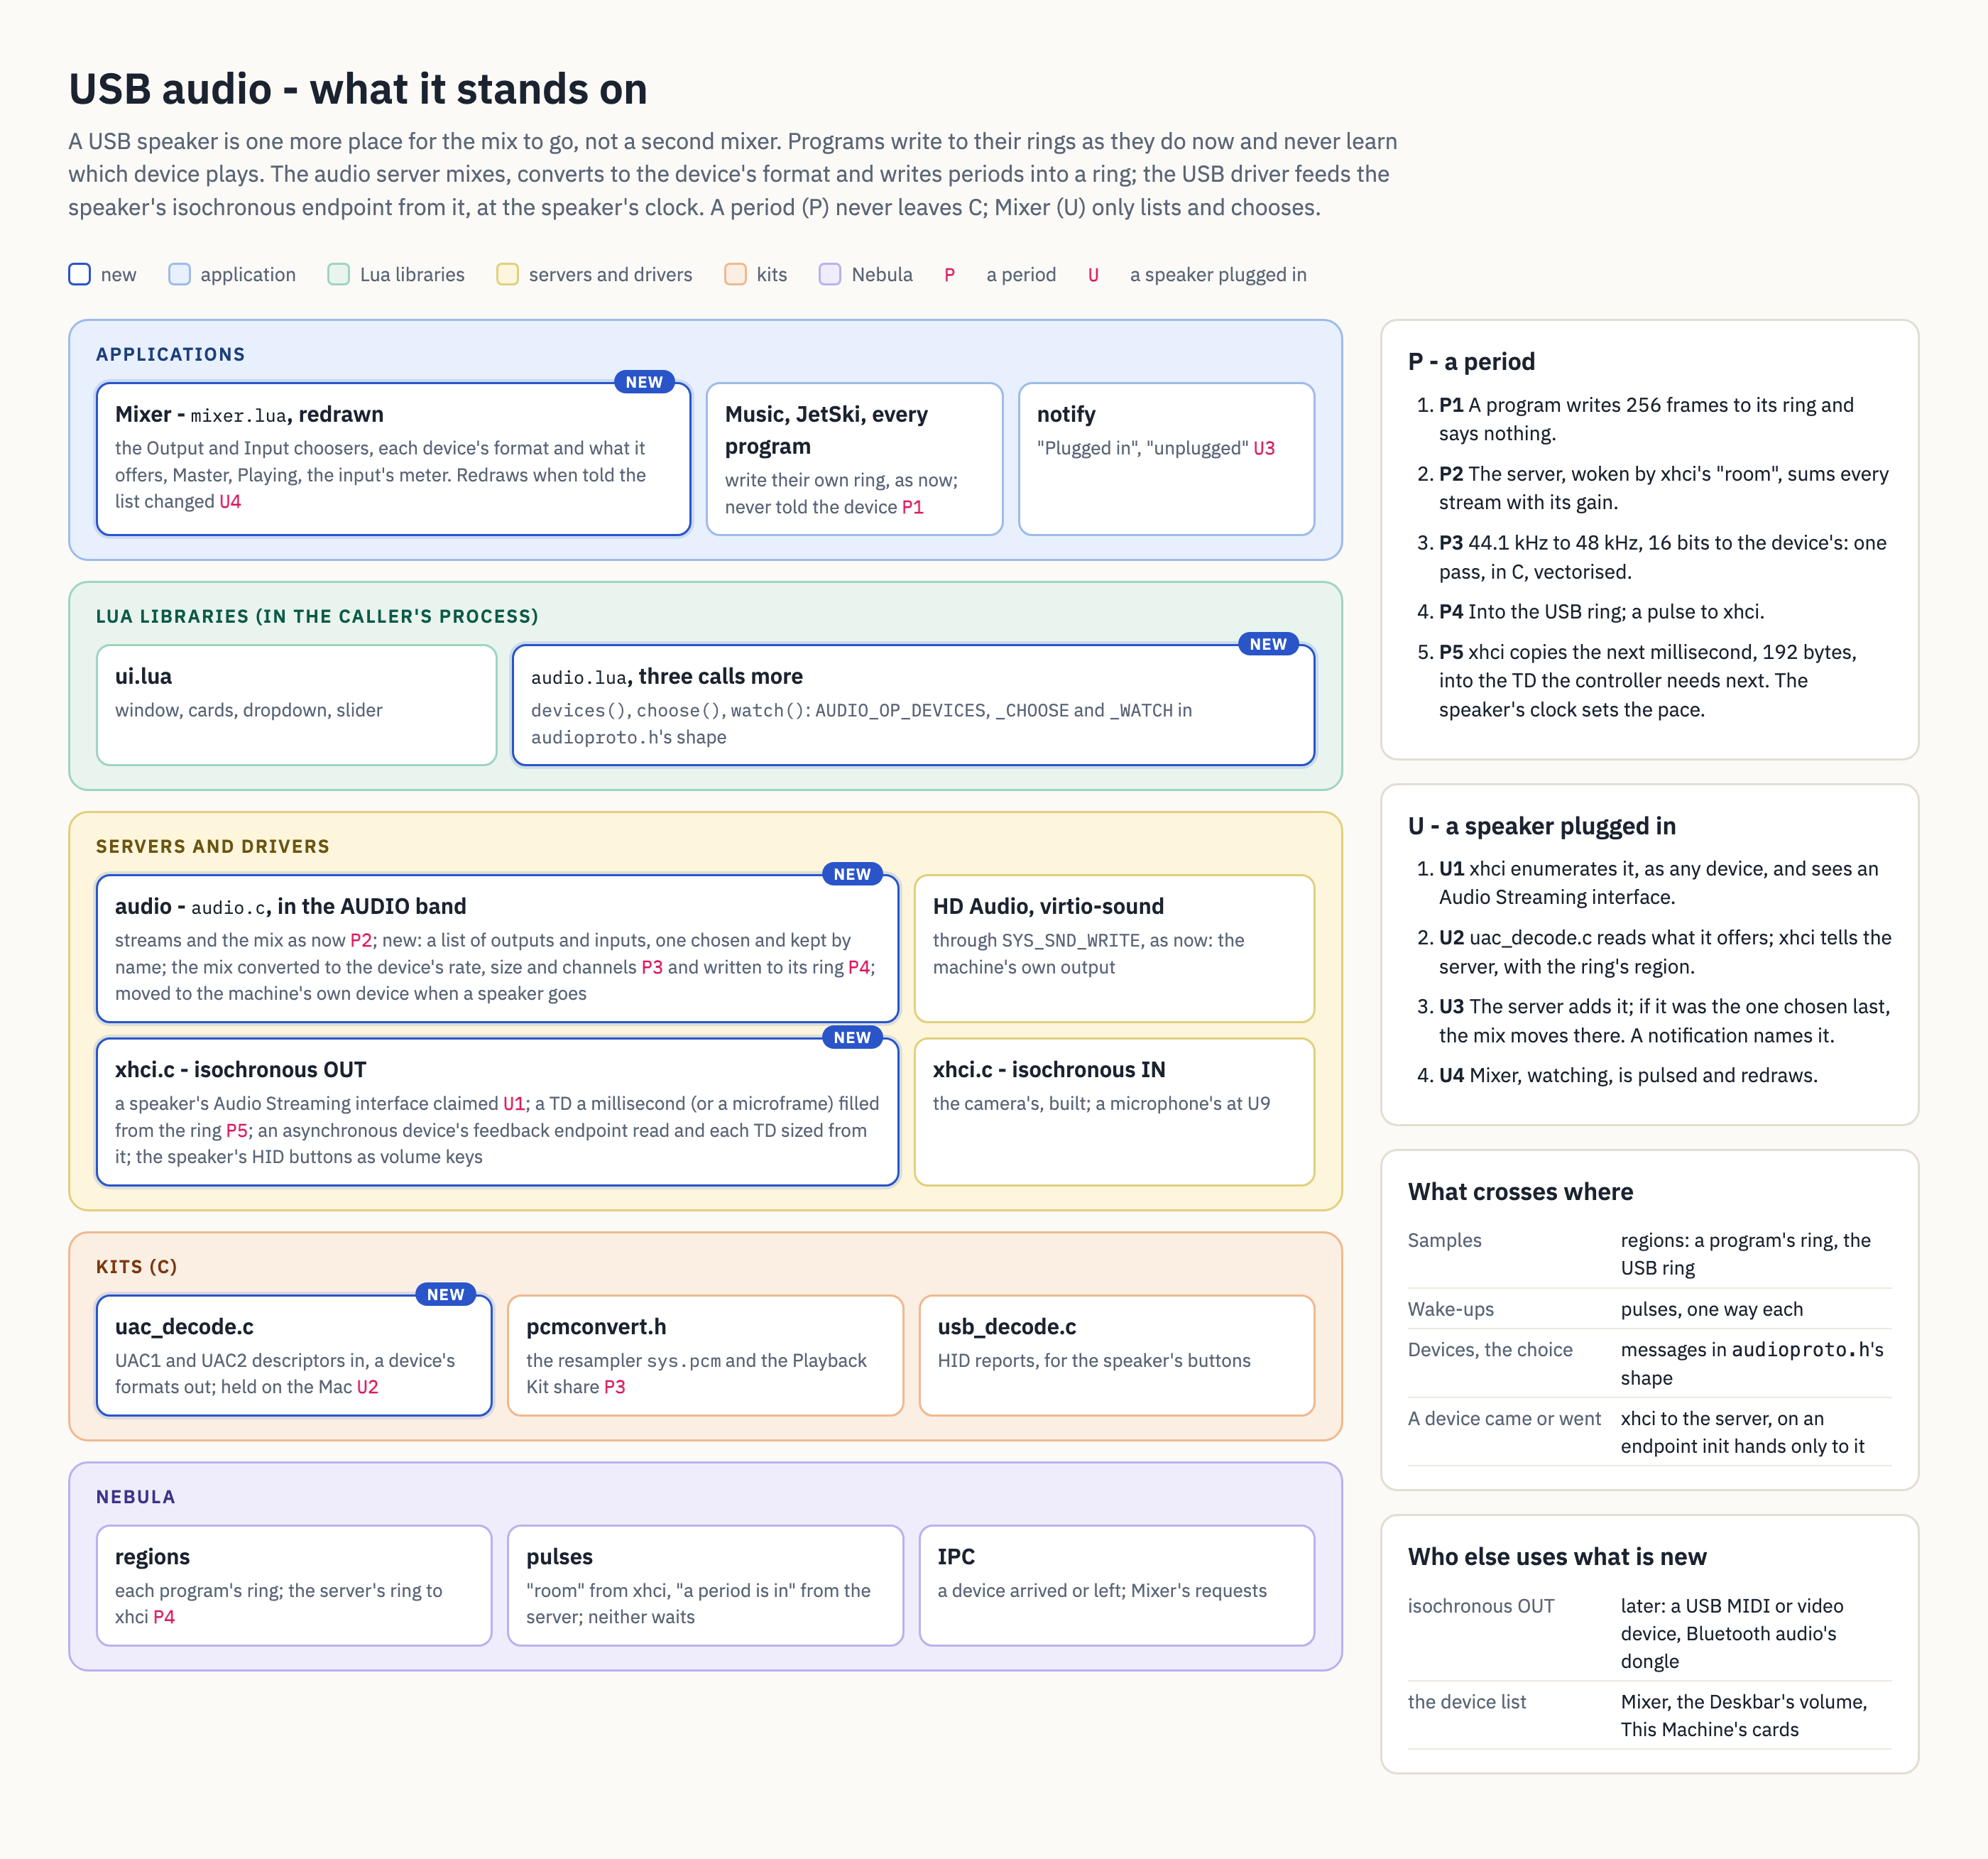 USB audio - what it stands on
A USB speaker is one more place for the mix to go, not a second mixer. Programs write to their rings as they do now and never learn
which device plays. The audio server mixes, converts to the device's format and writes periods into a ring; the USB driver feeds the
speaker's isochronous endpoint from it, at the speaker's clock. A period (P) never leaves C; Mixer (U) only lists and chooses.
new application Lua libraries servers and drivers kits Nebula P a period U a speaker plugged in
APPLICATIONS
NEW
Mixer - mixer.lua, redrawn
the Output and Input choosers, each device's format and what it
offers, Master, Playing, the input's meter. Redraws when told the
list changed U4
Music, JetSki, every
program
write their own ring, as now;
never told the device P1
notify
"Plugged in", "unplugged" U3
LUA LIBRARIES (IN THE CALLER'S PROCESS)
ui.lua
window, cards, dropdown, slider
NEW
audio.lua, three calls more
devices(), choose(), watch(): AUDIO_OP_DEVICES, _CHOOSE and _WATCH in
audioproto.h's shape
SERVERS AND DRIVERS
NEW
audio - audio.c, in the AUDIO band
streams and the mix as now P2; new: a list of outputs and inputs, one chosen and kept by
name; the mix converted to the device's rate, size and channels P3 and written to its ring P4;
moved to the machine's own device when a speaker goes
HD Audio, virtio-sound
through SYS_SND_WRITE, as now: the
machine's own output
NEW
xhci.c - isochronous OUT
a speaker's Audio Streaming interface claimed U1; a TD a millisecond (or a microframe) filled
from the ring P5; an asynchronous device's feedback endpoint read and each TD sized from
it; the speaker's HID buttons as volume keys
xhci.c - isochronous IN
the camera's, built; a microphone's at U9
KITS (C)
NEW
uac_decode.c
UAC1 and UAC2 descriptors in, a device's
formats out; held on the Mac U2
pcmconvert.h
the resampler sys.pcm and the Playback
Kit share P3
usb_decode.c
HID reports, for the speaker's buttons
NEBULA
regions
each program's ring; the server's ring to
xhci P4
pulses
"room" from xhci, "a period is in" from the
server; neither waits
IPC
a device arrived or left; Mixer's requests
P - a period
1. P1 A program writes 256 frames to its ring and
says nothing.
2. P2 The server, woken by xhci's "room", sums every
stream with its gain.
3. P3 44.1 kHz to 48 kHz, 16 bits to the device's: one
pass, in C, vectorised.
4. P4 Into the USB ring; a pulse to xhci.
5. P5 xhci copies the next millisecond, 192 bytes,
into the TD the controller needs next. The
speaker's clock sets the pace.
U - a speaker plugged in
1. U1 xhci enumerates it, as any device, and sees an
Audio Streaming interface.
2. U2 uac_decode.c reads what it offers; xhci tells the
server, with the ring's region.
3. U3 The server adds it; if it was the one chosen last,
the mix moves there. A notification names it.
4. U4 Mixer, watching, is pulsed and redraws.
What crosses where
Samples regions: a program's ring, the
USB ring
Wake-ups pulses, one way each
Devices, the choice messages in audioproto.h's
shape
A device came or went xhci to the server, on an
endpoint init hands only to it
Who else uses what is new
isochronous OUT later: a USB MIDI or video
device, Bluetooth audio's
dongle
the device list Mixer, the Deskbar's volume,
This Machine's cards